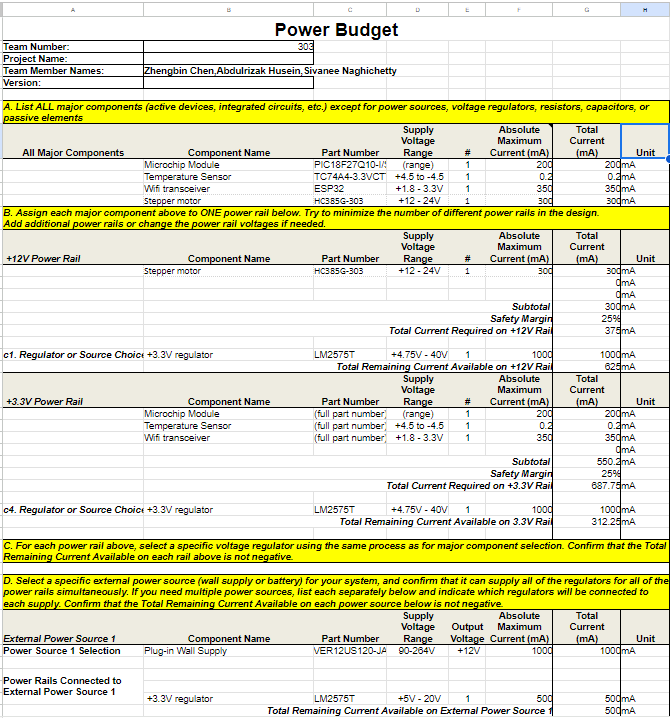 A B C D E F G H
Power Budget
Team Number: 303
Project Name:
Team Member Names: Zhengbin Chen,Abdulrizak Husein,Sivanee Naghichetty
Version:
A. List ALL major components (active devices, integrated circuits, etc.) except for power sources, voltage regulators, resistors, capacitors, or
passive elements
All Major Components Component Name Part Number Supply Voltage Range # Absolute Maximum Current (mA) Total Current (mA) Unit
Microchip Module PIC18F27Q10-I/ (range) 1 200 200 mA
Temperature Sensor TC74A4-3.3VCT +4.5 to -4.5 1 0.2 0.2 mA
Wifi transceiver ESP32 +1.8 - 3.3V 1 350 350 mA
Stepper motor HC385G-303 +12 - 24V 1 300 300 mA
B. Assign each major component above to ONE power rail below. Try to minimize the number of different power rails in the design.
Add additional power rails or change the power rail voltages if needed.
+12V Power Rail Component Name Part Number Supply Voltage Range # Absolute Maximum Current (mA) Total Current (mA) Unit
Stepper motor HC385G-303 +12 - 24V 1 300 300 mA
0 mA
0 mA
Subtotal 300 mA
Safety Margin 25%
Total Current Required on +12V Rail 375 mA
c1. Regulator or Source Choice +3.3V regulator LM2575T +4.75V - 40V 1 1000 1000 mA
Total Remaining Current Available on +12V Rail 625 mA
+3.3V Power Rail Component Name Part Number Supply Voltage Range # Absolute Maximum Current (mA) Total Current (mA) Unit
Microchip Module (full part number) (range) 1 200 200 mA
Temperature Sensor (full part number) +4.5 to -4.5 1 0.2 0.2 mA
Wifi transceiver (full part number) +1.8 - 3.3V 1 350 350 mA
0 mA
Subtotal 550.2 mA
Safety Margin 25%
Total Current Required on +3.3V Rail 687.75 mA
c4. Regulator or Source Choice +3.3V regulator LM2575T +4.75V - 40V 1 1000 1000 mA
Total Remaining Current Available on 3.3V Rail 312.25 mA
C. For each power rail above, select a specific voltage regulator using the same process as for major component selection. Confirm that the Total
Remaining Current Available on each rail above is not negative.
D. Select a specific external power source (wall supply or battery) for your system, and confirm that it can supply all of the regulators for all of the
power rails simultaneously. If you need multiple power sources, list each separately below and indicate which regulators will be connected to
each supply. Confirm that the Total Remaining Current Available on each power source below is not negative.
External Power Source 1 Component Name Part Number Supply Voltage Range Output Voltage Absolute Maximum Current (mA) Total Current (mA) Unit
Power Source 1 Selection Plug-in Wall Supply VER12US120-JA 90-264V +12V 1000 1000 mA
Power Rails Connected to
External Power Source 1
+3.3V regulator LM2575T +5V - 20V 1 500 500 mA
Total Remaining Current Available on External Power Source 1 500 mA